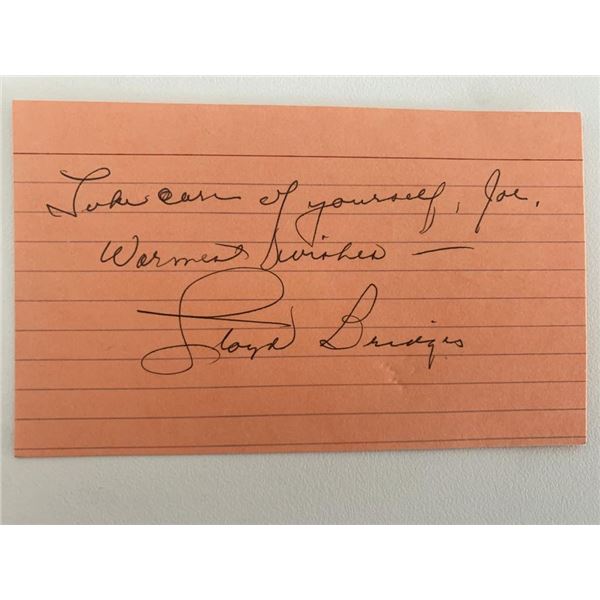 Take care of yourself, Joe.
Warmest wishes —
Lloyd Bridges